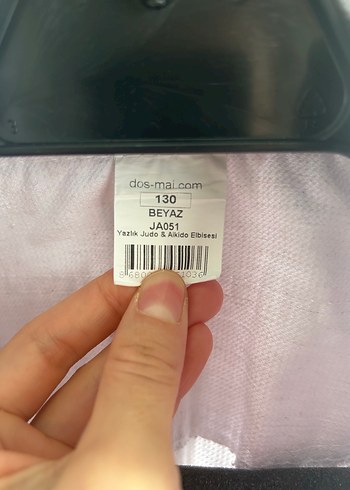 dos-mai.com
130
BEYAZ
JA051
Yazlık Judo & Aikido Elbisesi